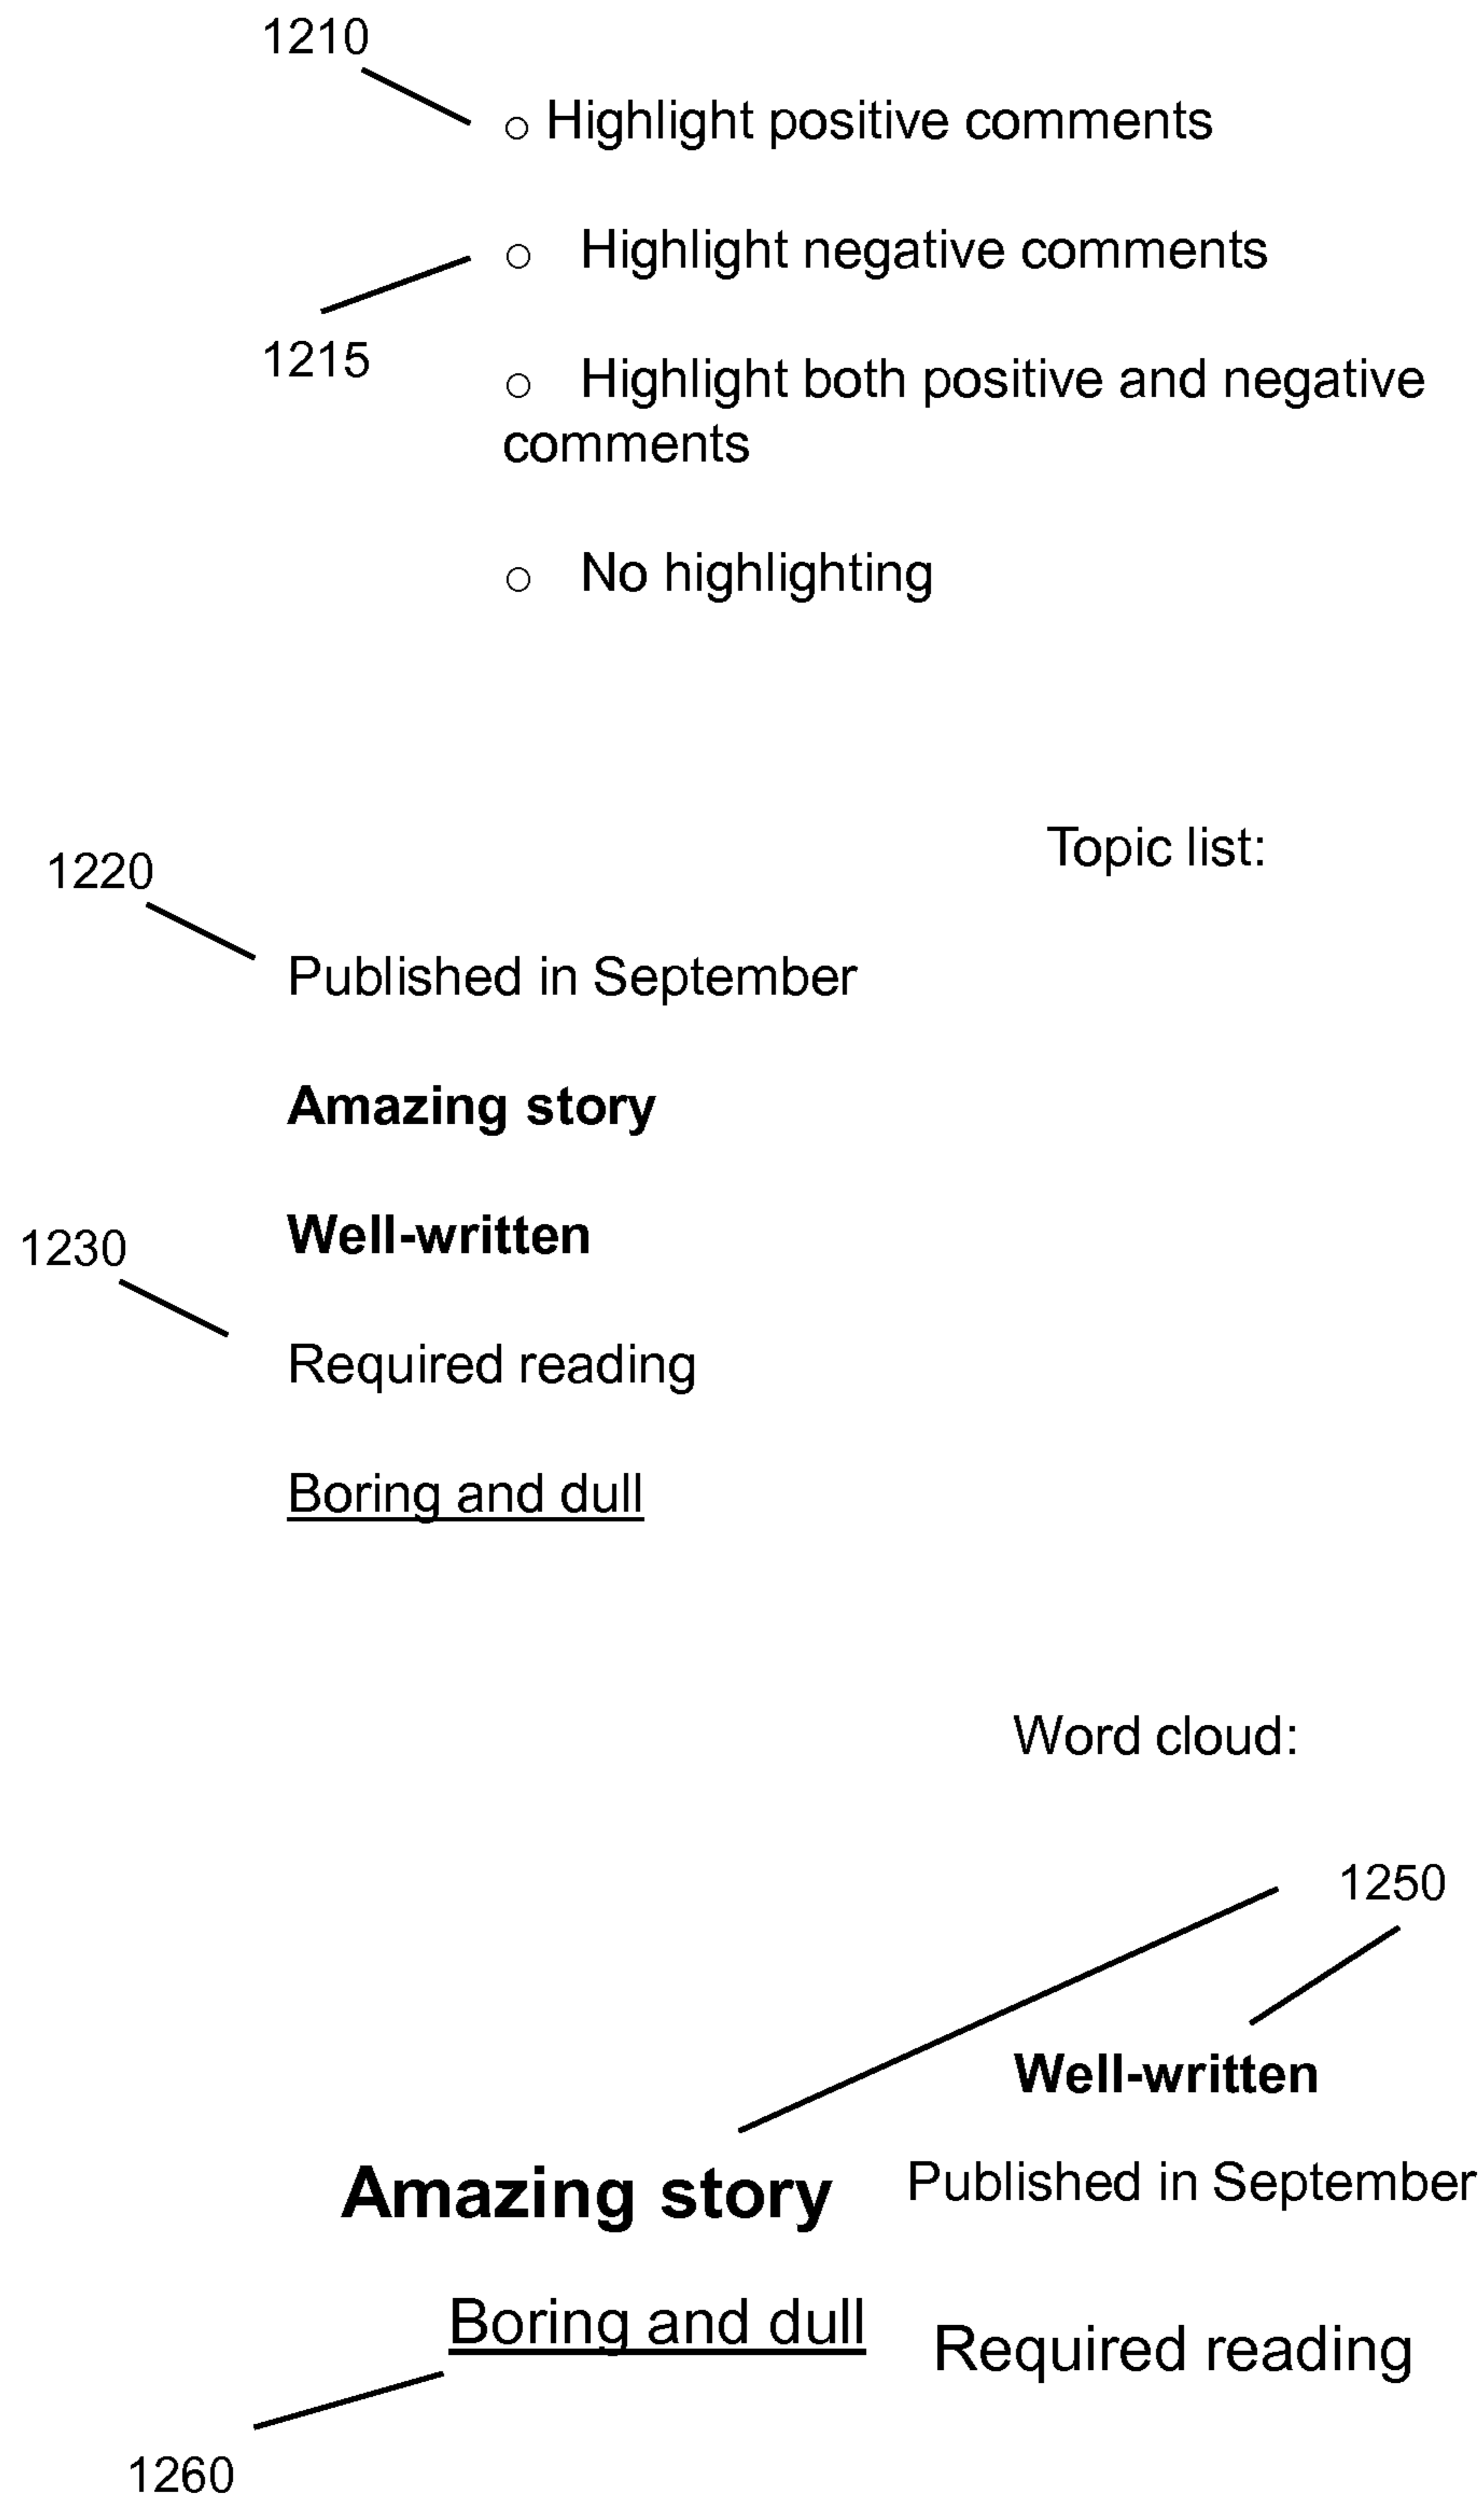 1210
○ Highlight positive comments
○ Highlight negative comments
1215
○ Highlight both positive and negative
comments
○ No highlighting
Topic list:
1220
Published in September
Amazing story
Well-written
1230
Required reading
Boring and dull
Word cloud:
1250
Well-written
Published in September
Amazing story
Boring and dull
Required reading
1260